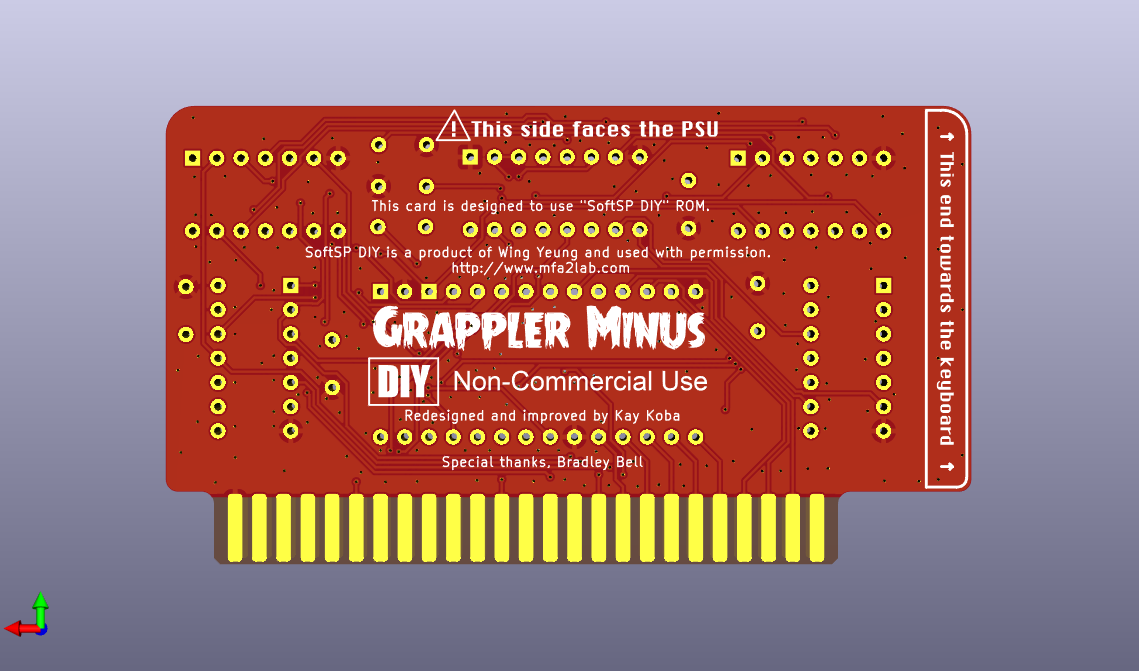 ⚠ This side faces the PSU
This card is designed to use "SoftSP DIY" ROM.
SoftSP DIY is a product of Wing Yeung and used with permission.
http://www.mfa2lab.com
GRAPPLER MINUS
DIY Non-Commercial Use
Redesigned and improved by Kay Koba
Special thanks, Bradley Bell
← This end towards the keyboard ←